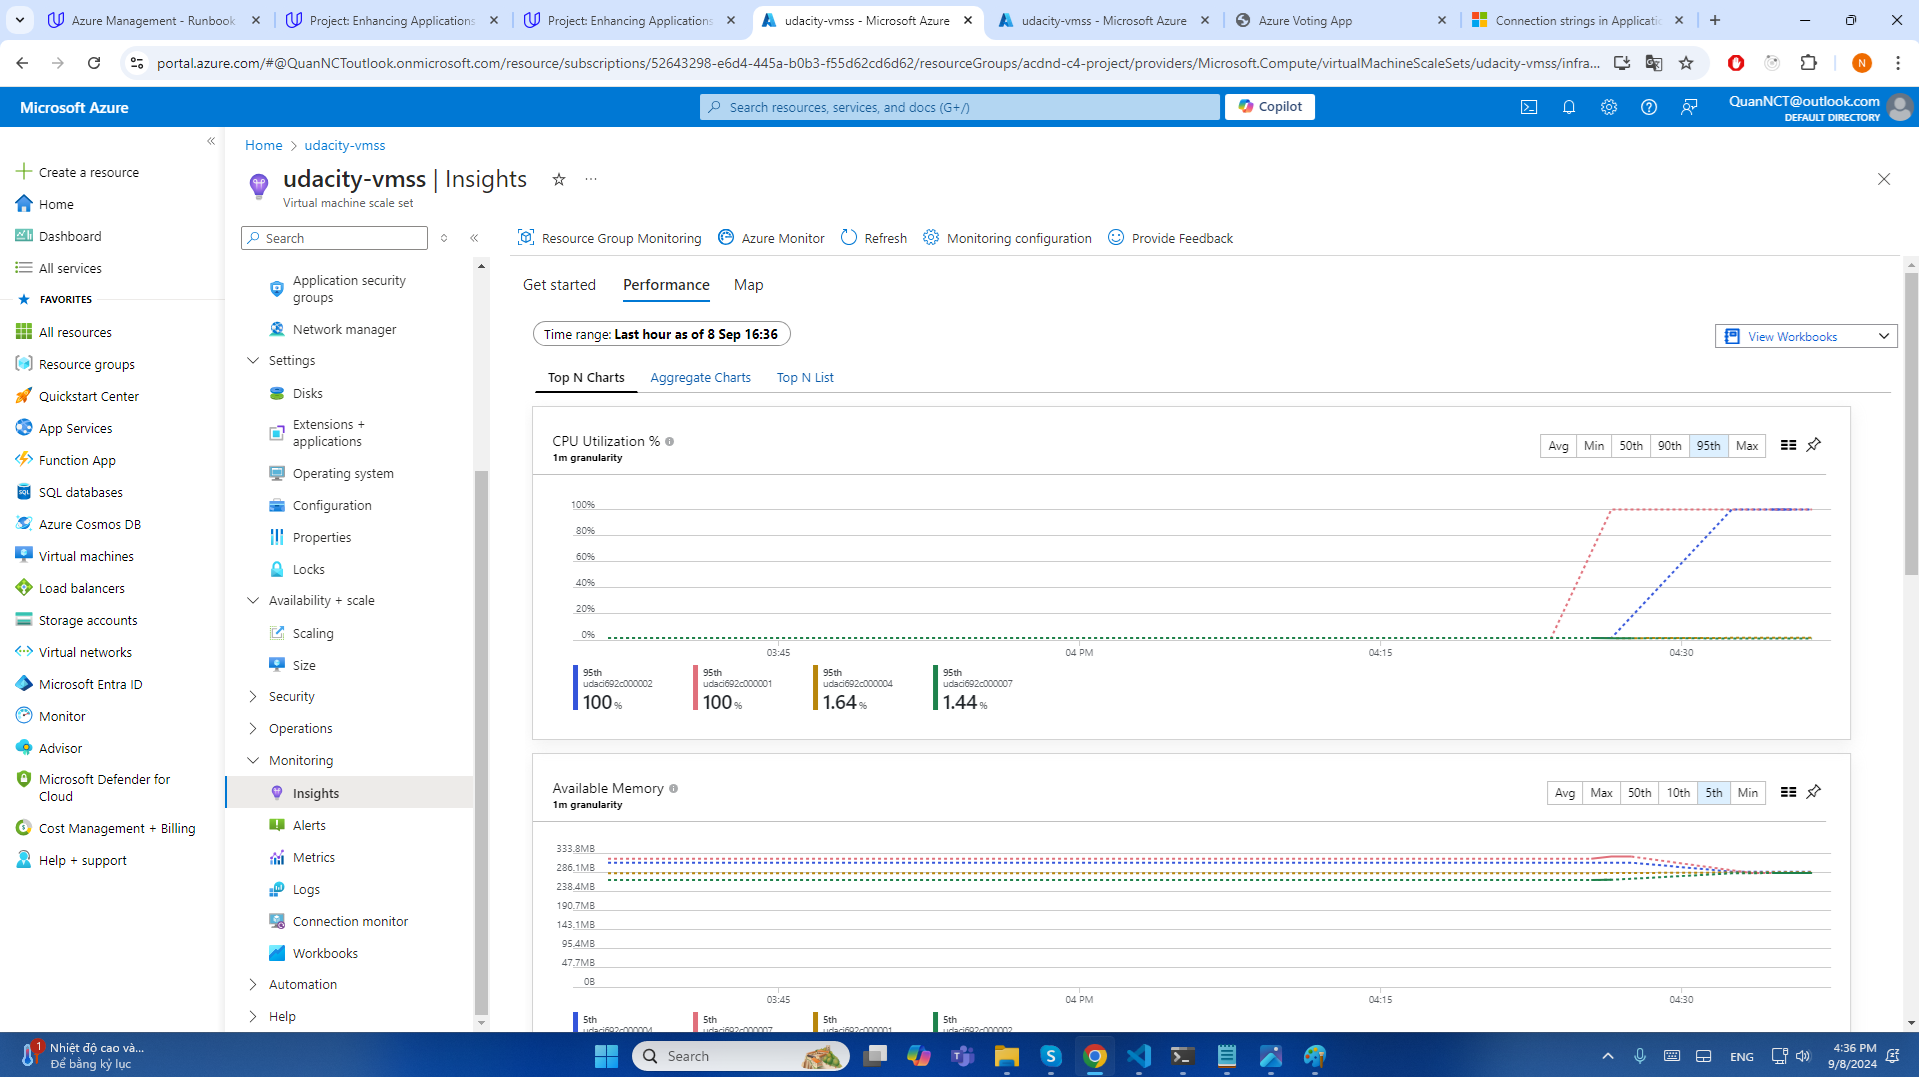 Azure Management - Runbook
Project: Enhancing Applications
Project: Enhancing Applications
udacity-vmss - Microsoft Azure
udacity-vmss - Microsoft Azure
Azure Voting App
Connection strings in Applicatio
portal.azure.com/#@QuanNCToutlook.onmicrosoft.com/resource/subscriptions/52643298-e6d4-445a-b0b3-f55d62cd6d62/resourceGroups/acdnd-c4-project/providers/Microsoft.Compute/virtualMachineScaleSets/udacity-vmss/infra...
N
Microsoft Azure
Search resources, services, and docs (G+/)
Copilot
QuanNCT@outlook.com
DEFAULT DIRECTORY
Create a resource
Home
Dashboard
All services
FAVORITES
All resources
Resource groups
Quickstart Center
App Services
Function App
SQL databases
Azure Cosmos DB
Virtual machines
Load balancers
Storage accounts
Virtual networks
Microsoft Entra ID
Monitor
Advisor
Microsoft Defender for
Cloud
Cost Management + Billing
Help + support
Home > udacity-vmss
udacity-vmss | Insights
Virtual machine scale set
Search
Application security
groups
Network manager
Settings
Disks
Extensions +
applications
Operating system
Configuration
Properties
Locks
Availability + scale
Scaling
Size
Security
Operations
Monitoring
Insights
Alerts
Metrics
Logs
Connection monitor
Workbooks
Automation
Help
Resource Group Monitoring
Azure Monitor
Refresh
Monitoring configuration
Provide Feedback
Get started
Performance
Map
Time range: Last hour as of 8 Sep 16:36
View Workbooks
Top N Charts
Aggregate Charts
Top N List
CPU Utilization %
1m granularity
Avg Min 50th 90th 95th Max
100%
80%
60%
40%
20%
0%
03:45 04 PM 04:15 04:30
95th
udaci692c000002
100 %
95th
udaci692c000001
100 %
95th
udaci692c000004
1.64 %
95th
udaci692c000007
1.44 %
Available Memory
1m granularity
Avg Max 50th 10th 5th Min
333.8MB
286.1MB
238.4MB
190.7MB
143.1MB
95.4MB
47.7MB
0B
03:45 04 PM 04:15 04:30
5th
udaci692c000004
5th
udaci692c000007
5th
udaci692c000001
5th
udaci692c000002
1
Nhiệt độ cao và...
Để bằng kỷ lục
Search
ENG
4:36 PM
9/8/2024